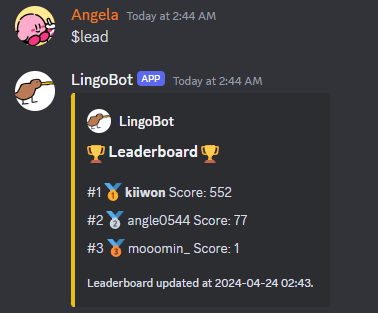 Angela Today at 2:44 AM
$lead
LingoBot APP Today at 2:44 AM
LingoBot
🏆 Leaderboard 🏆
#1 🥇 kiiwon Score: 552
#2 🥈 angle0544 Score: 77
#3 🥉 mooomin_ Score: 1
Leaderboard updated at 2024-04-24 02:43.